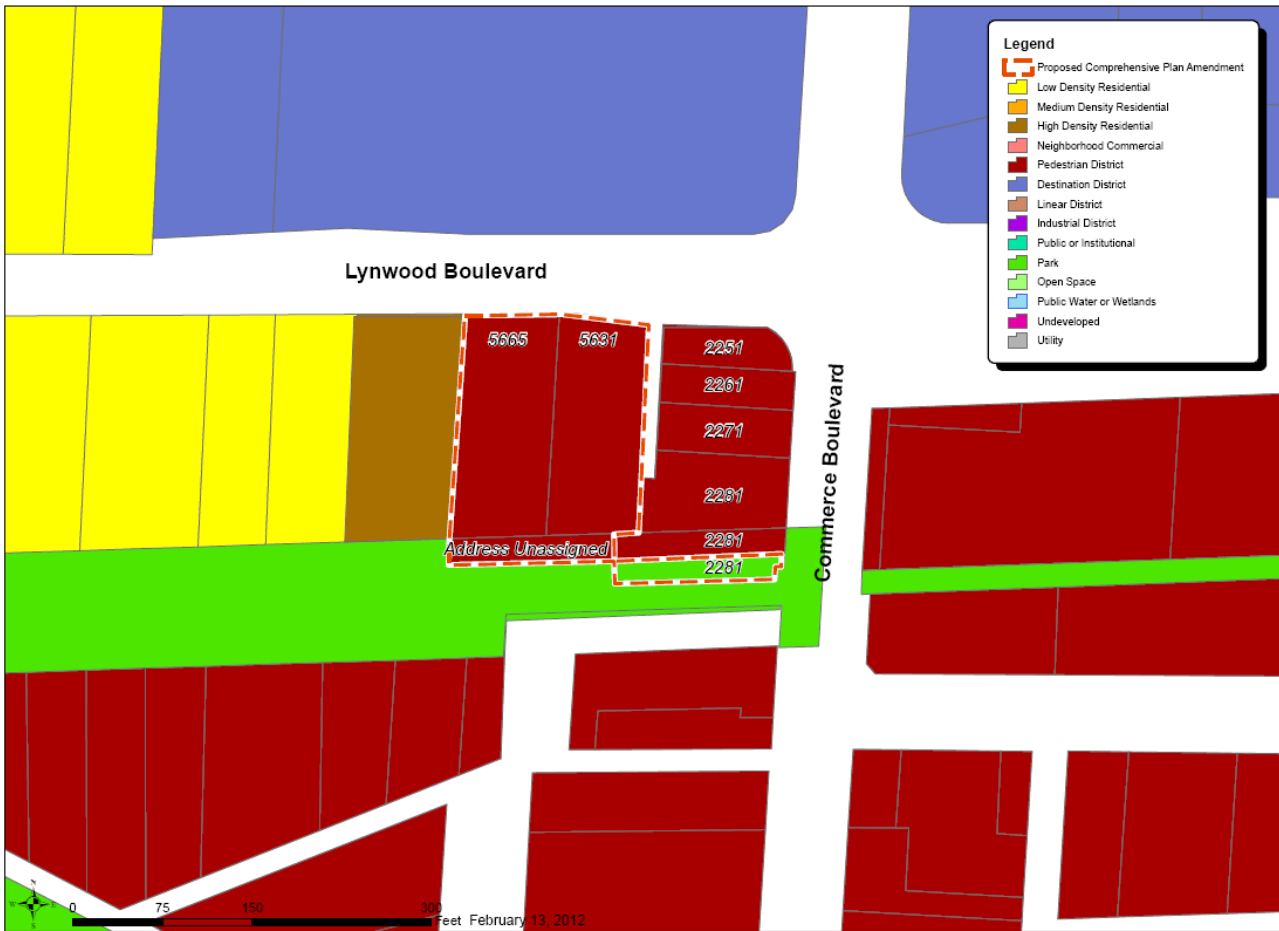 Legend
Proposed Comprehensive Plan Amendment
Low Density Residential
Medium Density Residential
High Density Residential
Neighborhood Commercial
Pedestrian District
Destination District
Linear District
Industrial District
Public or Institutional
Park
Open Space
Public Water or Wetlands
Undeveloped
Utility
Lynwood Boulevard
5665
5631
2251
2261
2271
2281
2281
Address Unassigned
2281
Commerce Boulevard
N
W E
S
0 75 150 300
Feet February 13, 2012